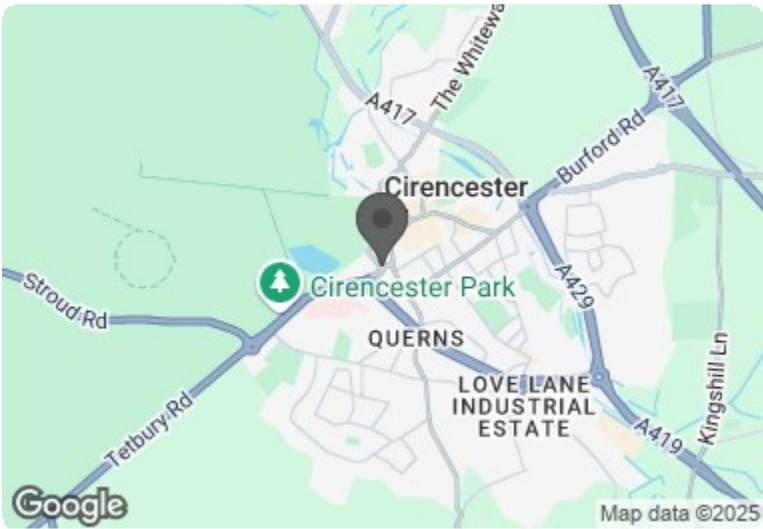 The Whiteway
A417
A417
Burford Rd
Cirencester
Stroud Rd
Cirencester Park
A429
QUERNS
Kingshill Ln
LOVE LANE
INDUSTRIAL
ESTATE
Tetbury Rd
A419
Google
Map data ©2025